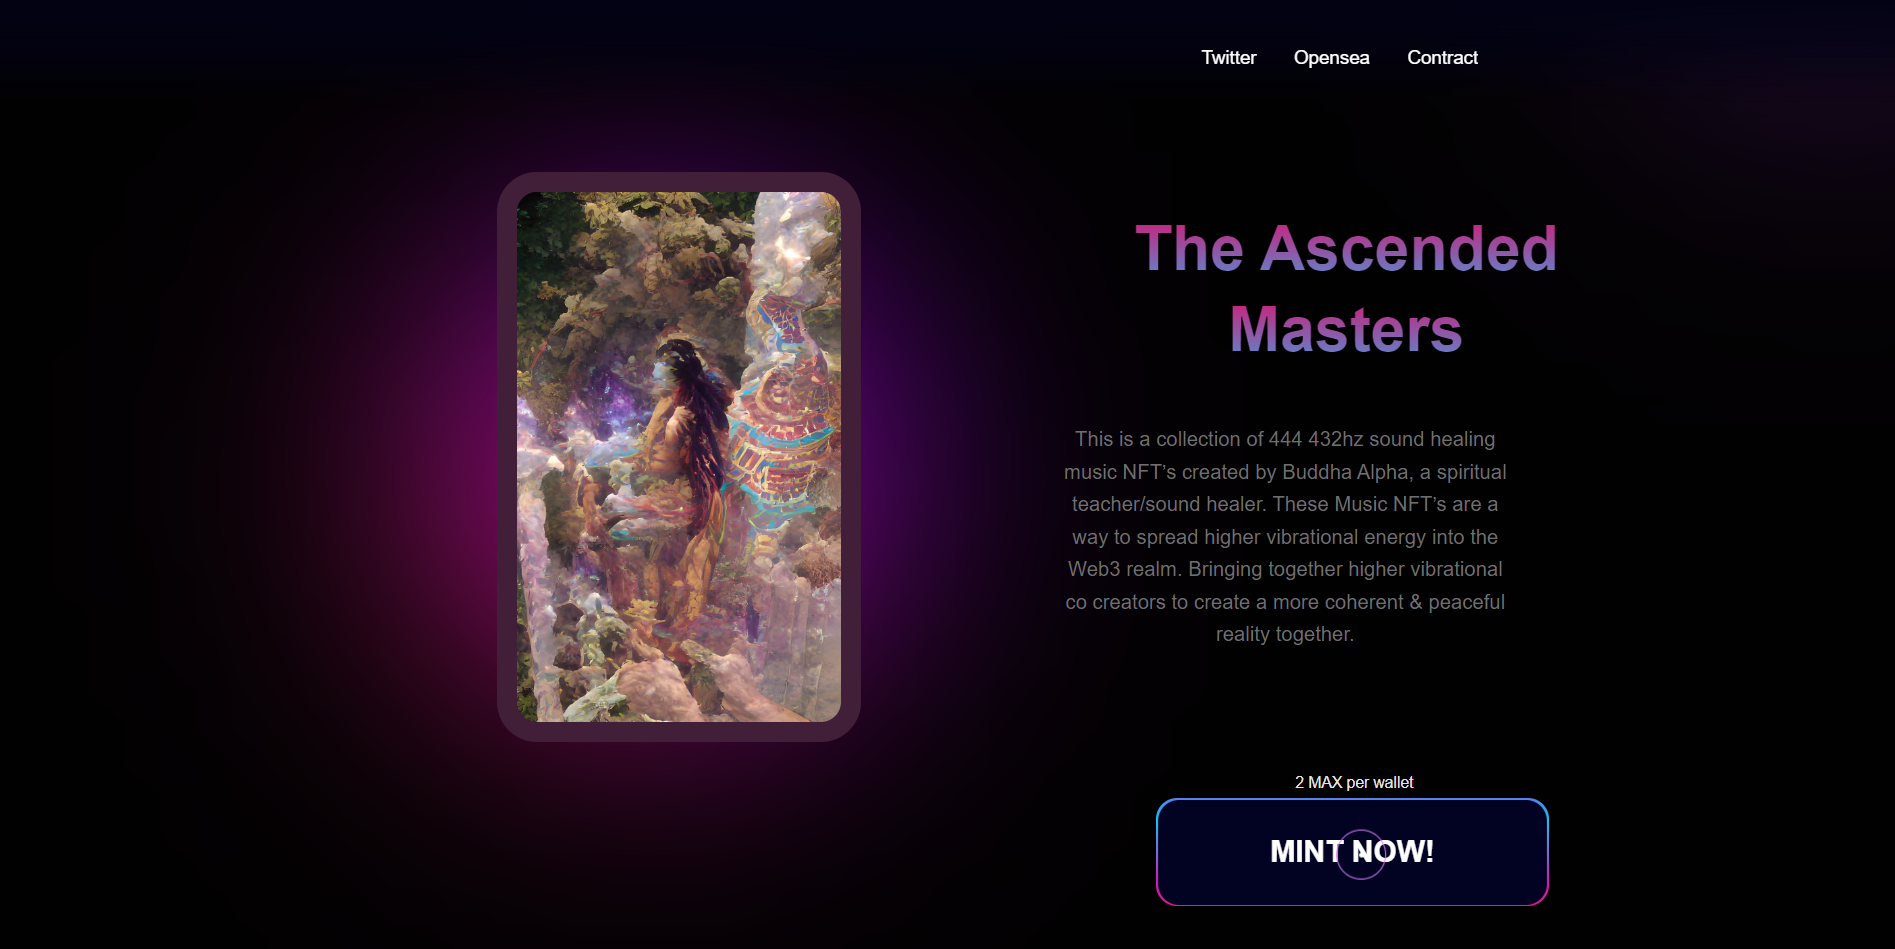 Twitter Opensea Contract
The Ascended
Masters
This is a collection of 444 432hz sound healing
music NFT’s created by Buddha Alpha, a spiritual
teacher/sound healer. These Music NFT’s are a
way to spread higher vibrational energy into the
Web3 realm. Bringing together higher vibrational
co creators to create a more coherent & peaceful
reality together.
2 MAX per wallet
MINT NOW!